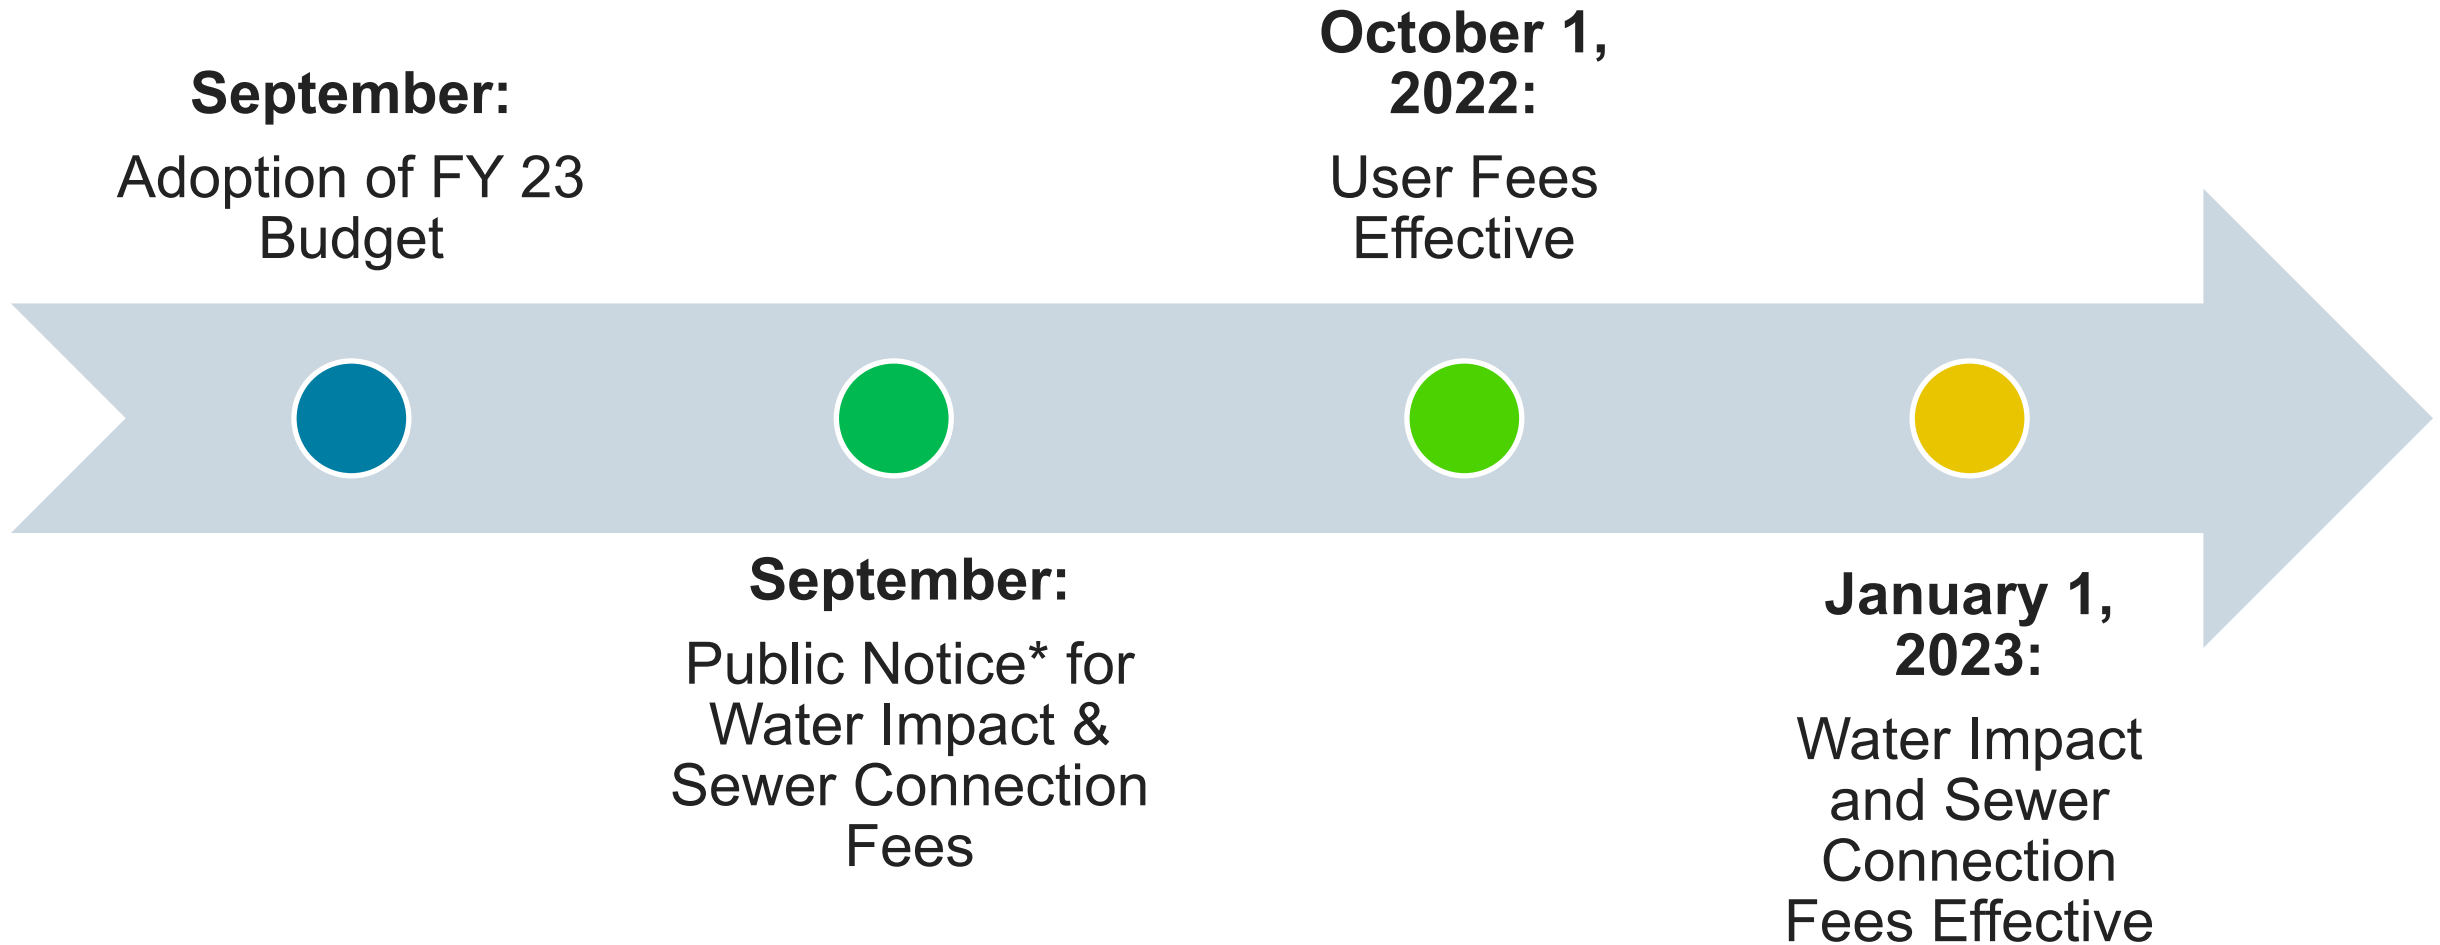 September:
Adoption of FY 23
Budget
September:
Public Notice* for
Water Impact &
Sewer Connection
Fees
October 1,
2022:
User Fees
Effective
January 1,
2023:
Water Impact
and Sewer
Connection
Fees Effective